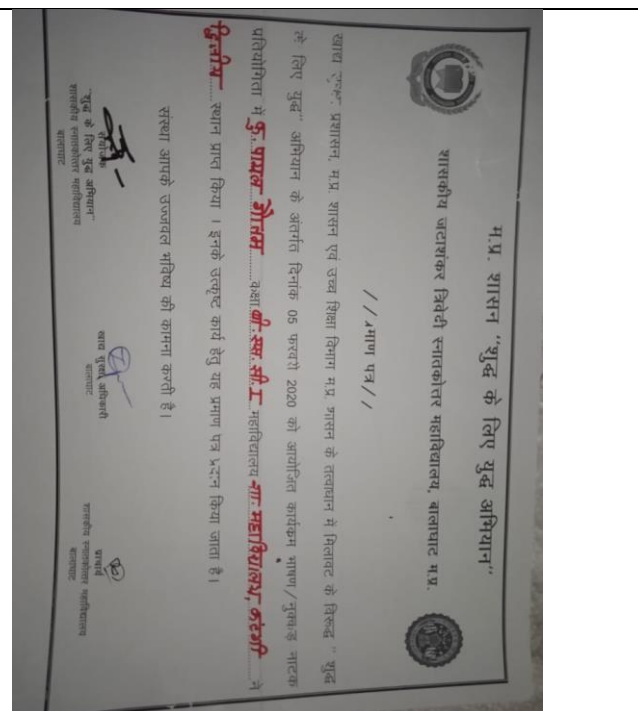 म.प्र. शासन "शुद्ध के लिए युद्ध अभियान"
शासकीय जटाशंकर त्रिवेदी स्नातकोत्तर महाविद्यालय, बालाघाट म.प्र.
//प्रमाण पत्र//
खाद्य सुरक्षा प्रशासन, म.प्र. शासन एवं उच्च शिक्षा विभाग म.प्र. शासन के तत्वाधान में मिलावट के विरूद्ध "शुद्ध
के लिए युद्ध" अभियान के अंतर्गत दिनांक 05 फरवरी 2020 को आयोजित कार्यक्रम भाषण/नुक्कड़ नाटक
प्रतियोगिता में कु. पायल गौतम कक्षा बी.एस.सी. I महाविद्यालय शा. महाविद्यालय, कटंगी ने
द्वितीय स्थान प्राप्त किया। इनके उत्कृष्ट कार्य हेतु यह प्रमाण पत्र प्रदान किया जाता है।
संस्था आपके उज्जवल भविष्य की कामना करती है।
संयोजक खाद्य सुरक्षा अधिकारी प्राचार्य
"शुद्ध के लिए युद्ध अभियान" बालाघाट शासकीय स्नातकोत्तर महाविद्यालय
शासकीय स्नातकोत्तर महाविद्यालय बालाघाट
बालाघाट